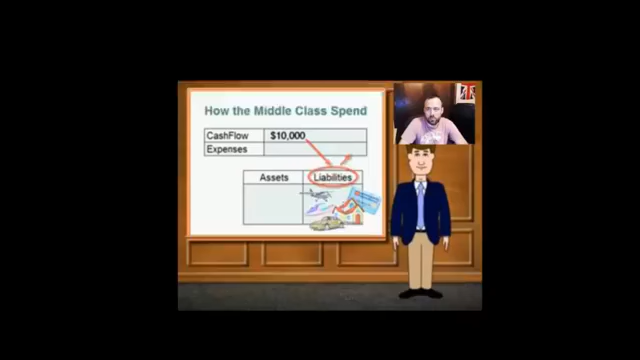 How the Middle Class Spend
CashFlow $10,000
Expenses
Assets Liabilities